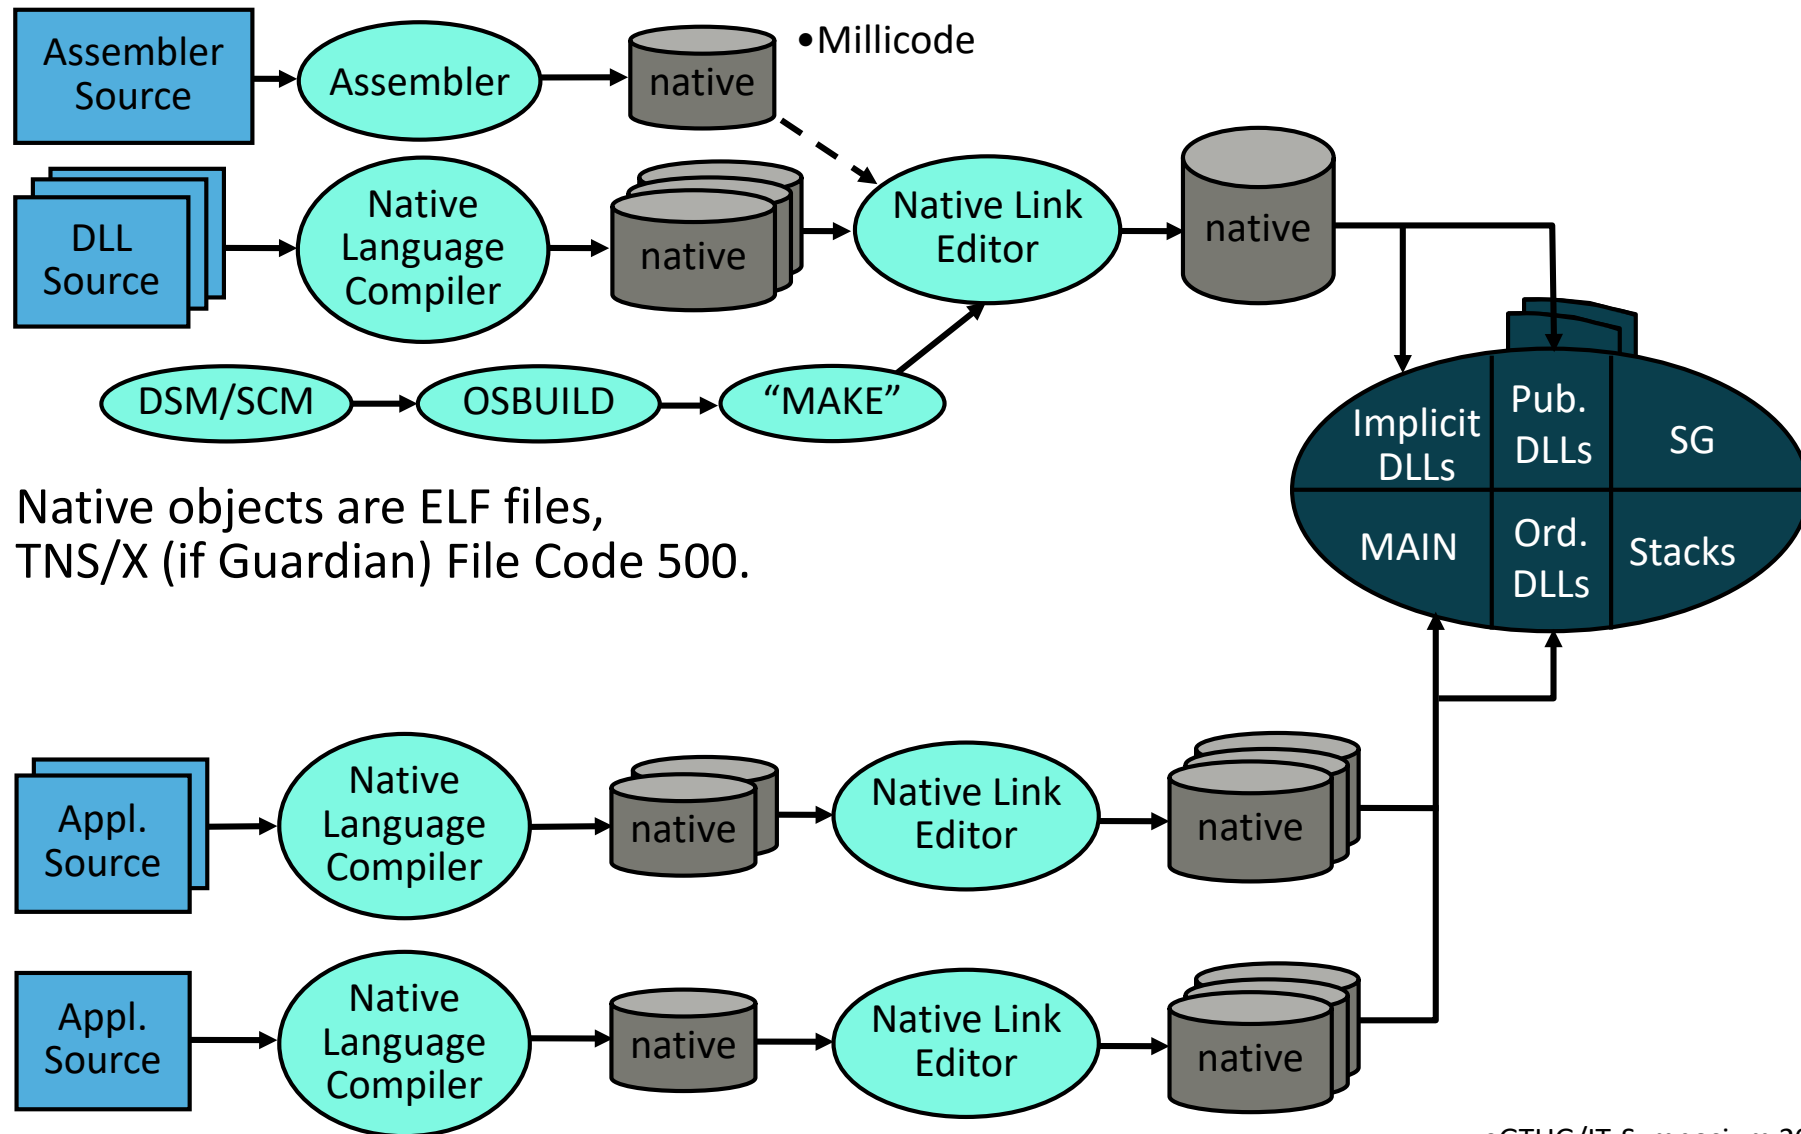 Assembler
Source
Assembler
native
•Millicode
DLL
Source
Native
Language
Compiler
native
Native Link
Editor
native
DSM/SCM
OSBUILD
“MAKE”
Implicit
DLLs
Pub.
DLLs
SG
MAIN
Ord.
DLLs
Stacks
Native objects are ELF files,
TNS/X (if Guardian) File Code 500.
Appl.
Source
Native
Language
Compiler
native
Native Link
Editor
native
Appl.
Source
Native
Language
Compiler
native
Native Link
Editor
native